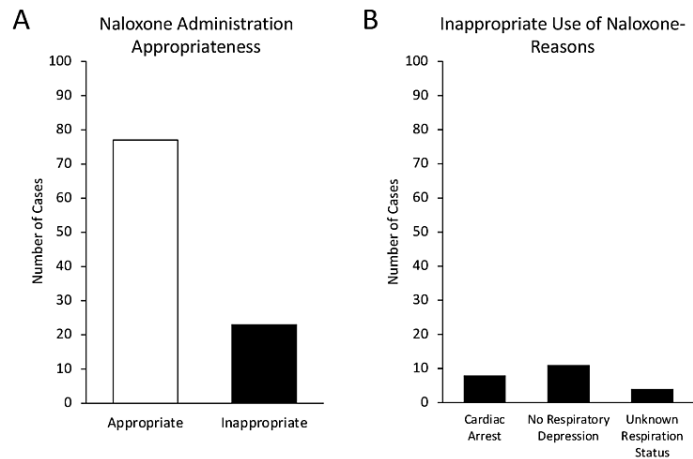 A
Naloxone Administration
Appropriateness
100
90
80
70
60
50
40
30
20
10
0
Number of Cases
Appropriate
Inappropriate
B
Inappropriate Use of Naloxone-
Reasons
100
90
80
70
60
50
40
30
20
10
0
Number of Cases
Cardiac
Arrest
No Respiratory
Depression
Unknown
Respiration
Status